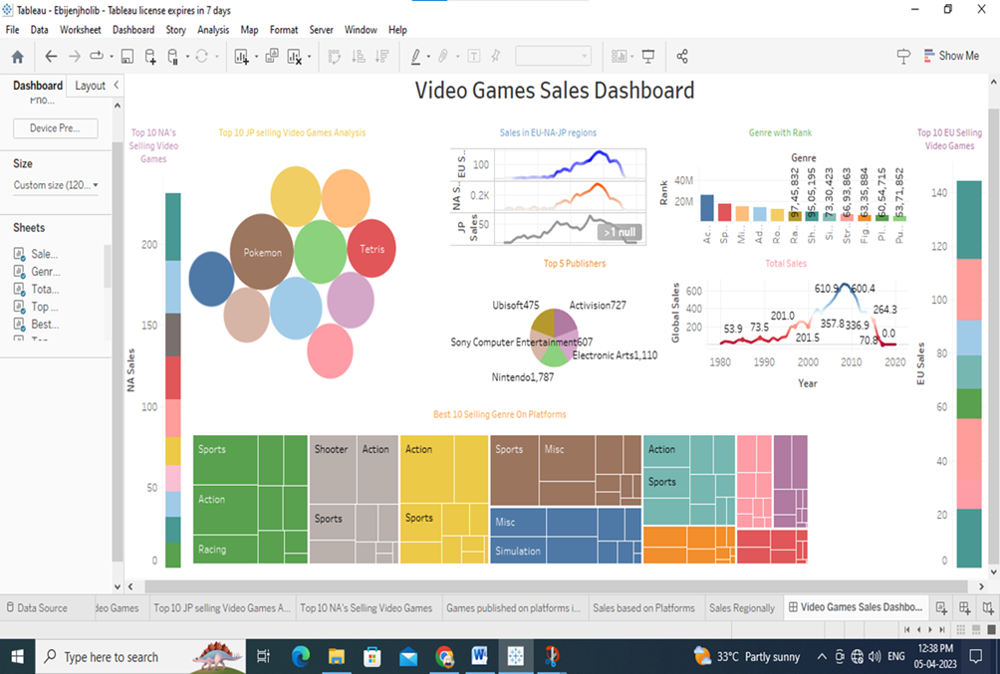 Tableau - Ebijenjholib - Tableau license expires in 7 days
File Data Worksheet Dashboard Story Analysis Map Format Server Window Help
Show Me
Dashboard Layout
Device Pre...
Size
Custom size (120...
Sheets
Sale...
Genr...
Tota...
Top ...
Best...
Video Games Sales Dashboard
Top 10 NA's
Selling Video
Games
NA Sales
200
150
100
50
0
Top 10 JP selling Video Games Analysis
Pokemon
Tetris
Sales in EU-NA-JP regions
EU S..
100
NA S..
0.2K
JP
Sales
50
>1 null
Genre with Rank
Genre
Rank
40M
20M
97,45,832
95,05,195
73,30,423
66,93,863
63,35,884
60,54,715
53,71,852
Ac..
Sp..
Mi..
Ad..
Ro..
Ra..
Sh..
Si..
Str..
Fig..
Pl..
Pu..
Top 5 Publishers
Ubisoft475
Activision727
Sony Computer Entertainment607
Electronic Arts1,110
Nintendo1,787
Total Sales
Global Sales
600
400
200
53.9
73.5
201.0
201.5
610.9
600.4
357.8
336.9
264.3
70.8
0.0
1980 1990 2000 2010 2020
Year
Top 10 EU Selling
Video Games
EU Sales
140
120
100
80
60
40
20
0
Best 10 Selling Genre On Platforms
Sports
Action
Racing
Shooter
Action
Sports
Action
Sports
Sports
Misc
Misc
Simulation
Action
Sports
Data Source
Top 10 JP selling Video Games A...
Top 10 NA's Selling Video Games
Games published on platforms i...
Sales based on Platforms
Sales Regionally
Video Games Sales Dashbo...
Type here to search
33°C Partly sunny
ENG
12:38 PM
05-04-2023